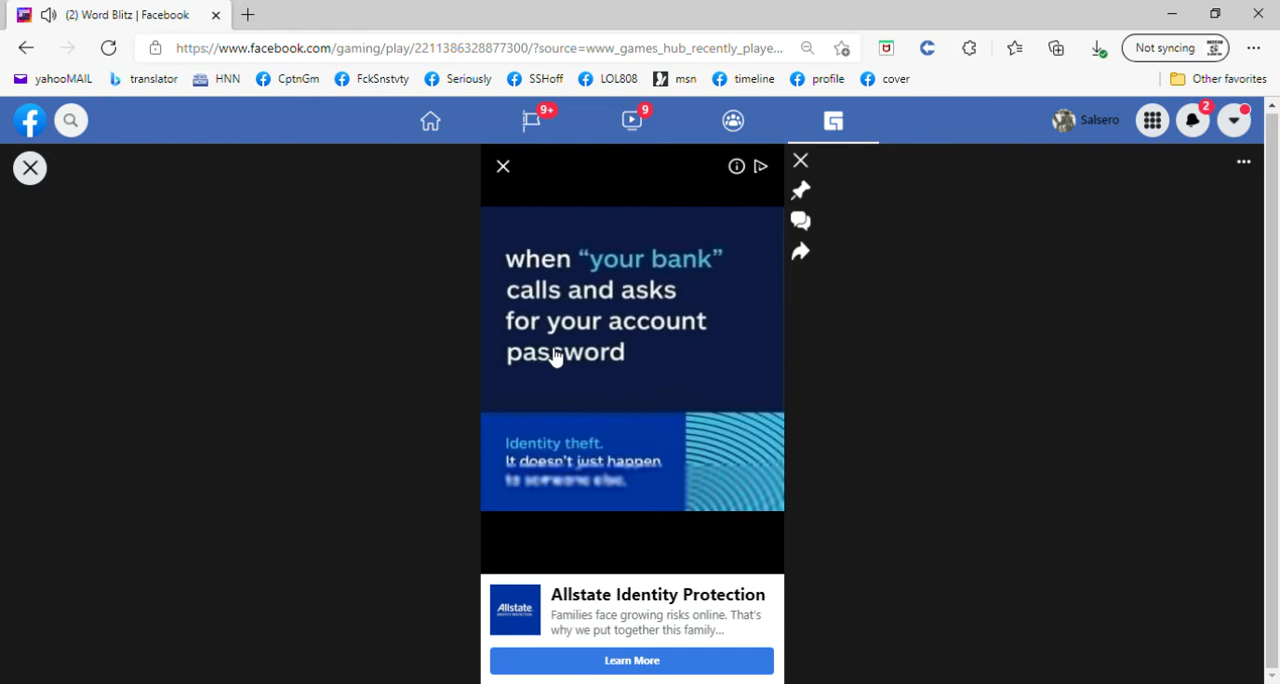 (2) Word Blitz | Facebook
https://www.facebook.com/gaming/play/2211386328877300/?source=www_games_hub_recently_playe...
Not syncing
yahooMAIL
translator
HNN
CptnGm
FckSnstvty
Seriously
SSHoff
LOL808
msn
timeline
profile
cover
Other favorites
9+
9
Salsero
2
when "your bank"
calls and asks
for your account
password
Identity theft.
It doesn't just happen
to someone else.
Allstate
Allstate Identity Protection
Families face growing risks online. That's
why we put together this family...
Learn More